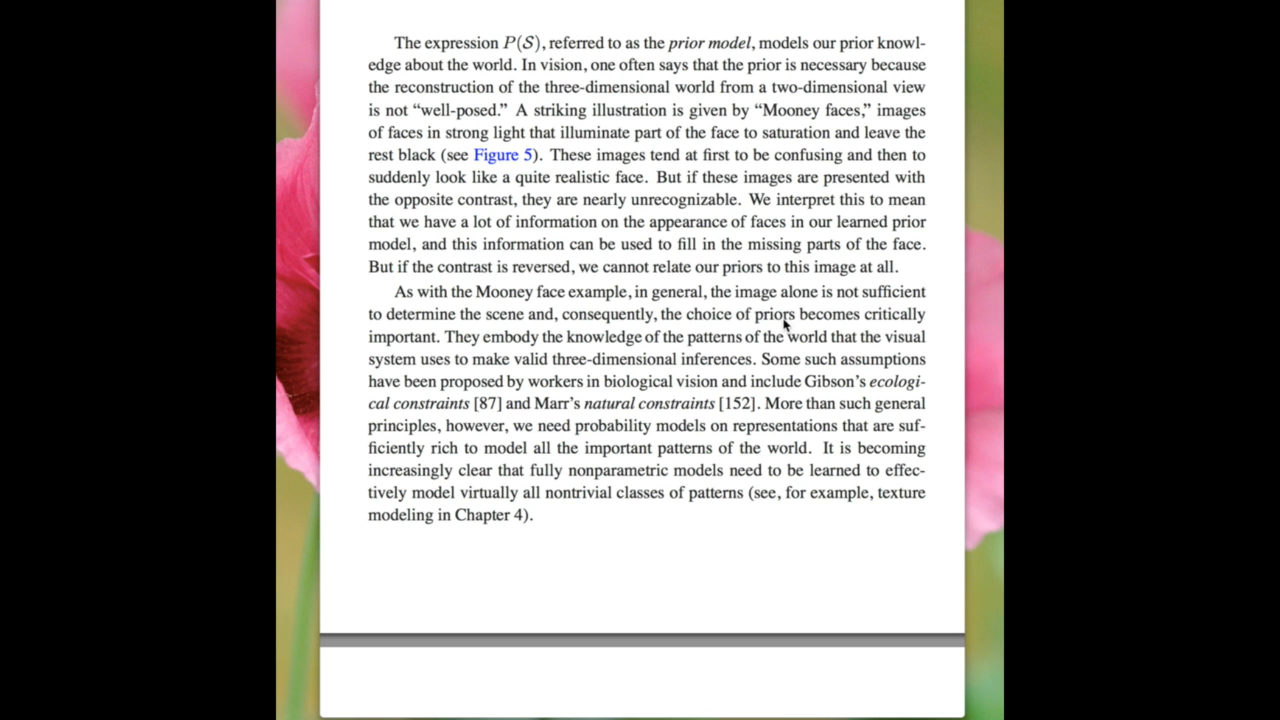 The expression P(S), referred to as the prior model, models our prior knowl-
edge about the world. In vision, one often says that the prior is necessary because
the reconstruction of the three-dimensional world from a two-dimensional view
is not “well-posed.” A striking illustration is given by “Mooney faces,” images
of faces in strong light that illuminate part of the face to saturation and leave the
rest black (see Figure 5). These images tend at first to be confusing and then to
suddenly look like a quite realistic face. But if these images are presented with
the opposite contrast, they are nearly unrecognizable. We interpret this to mean
that we have a lot of information on the appearance of faces in our learned prior
model, and this information can be used to fill in the missing parts of the face.
But if the contrast is reversed, we cannot relate our priors to this image at all.
As with the Mooney face example, in general, the image alone is not sufficient
to determine the scene and, consequently, the choice of priors becomes critically
important. They embody the knowledge of the patterns of the world that the visual
system uses to make valid three-dimensional inferences. Some such assumptions
have been proposed by workers in biological vision and include Gibson’s ecologi-
cal constraints [87] and Marr’s natural constraints [152]. More than such general
principles, however, we need probability models on representations that are suf-
ficiently rich to model all the important patterns of the world. It is becoming
increasingly clear that fully nonparametric models need to be learned to effec-
tively model virtually all nontrivial classes of patterns (see, for example, texture
modeling in Chapter 4).